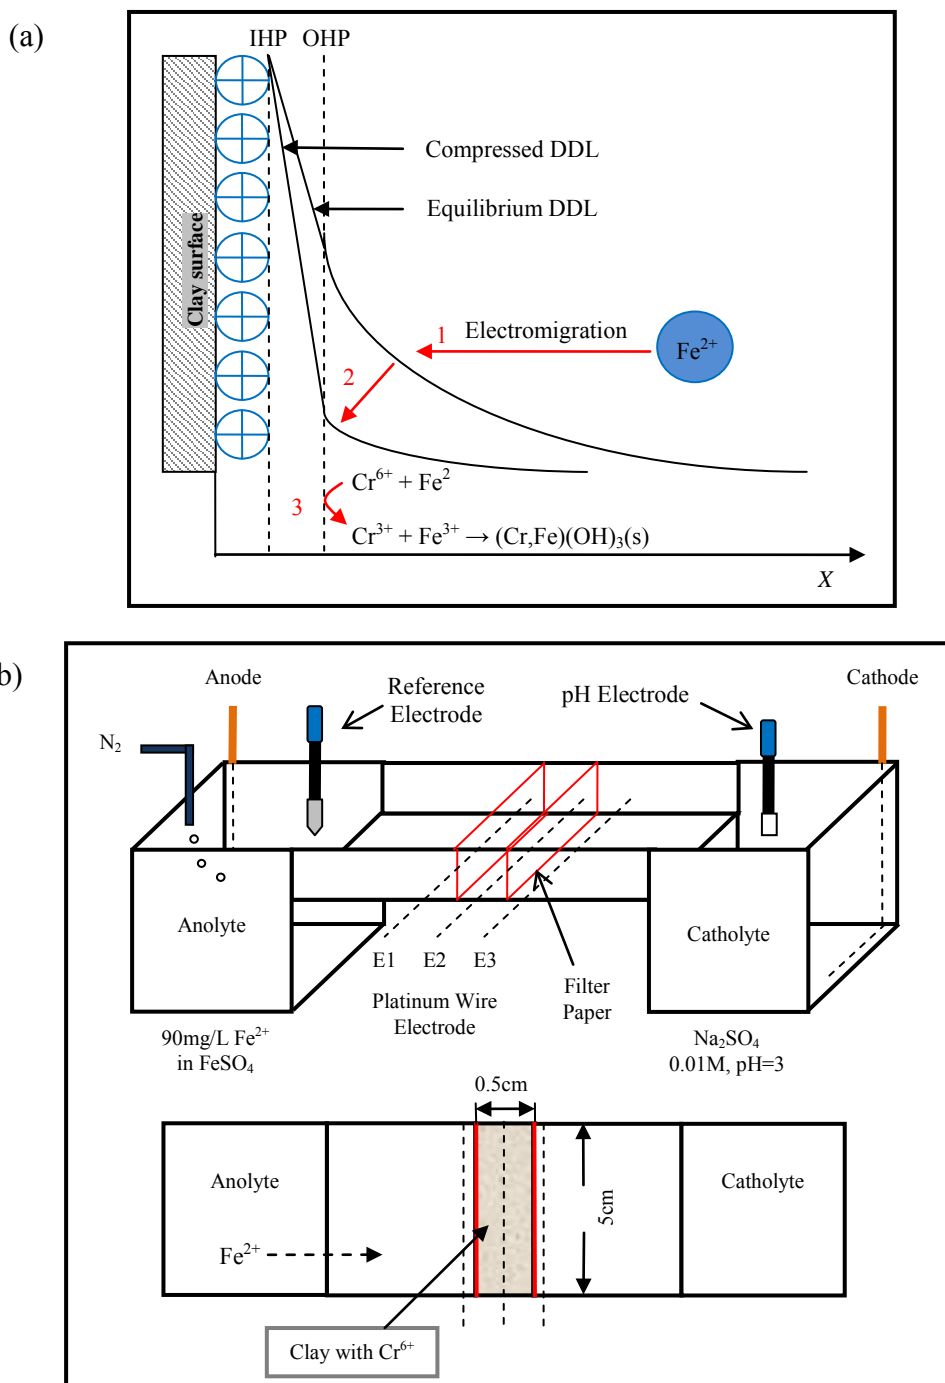 (a)
IHP OHP
Compressed DDL
Equilibrium DDL
Clay surface
1 Electromigration
Fe²⁺
2
Cr⁶⁺ + Fe²
3
Cr³⁺ + Fe³⁺ → (Cr,Fe)(OH)₃(s)
X
b)
Anode
Reference
Electrode
pH Electrode
Cathode
N₂
Anolyte
Catholyte
E1 E2 E3
Platinum Wire
Electrode
Filter
Paper
90mg/L Fe²⁺
in FeSO₄
Na₂SO₄
0.01M, pH=3
0.5cm
Anolyte
Catholyte
5cm
Fe²⁺
Clay with Cr⁶⁺